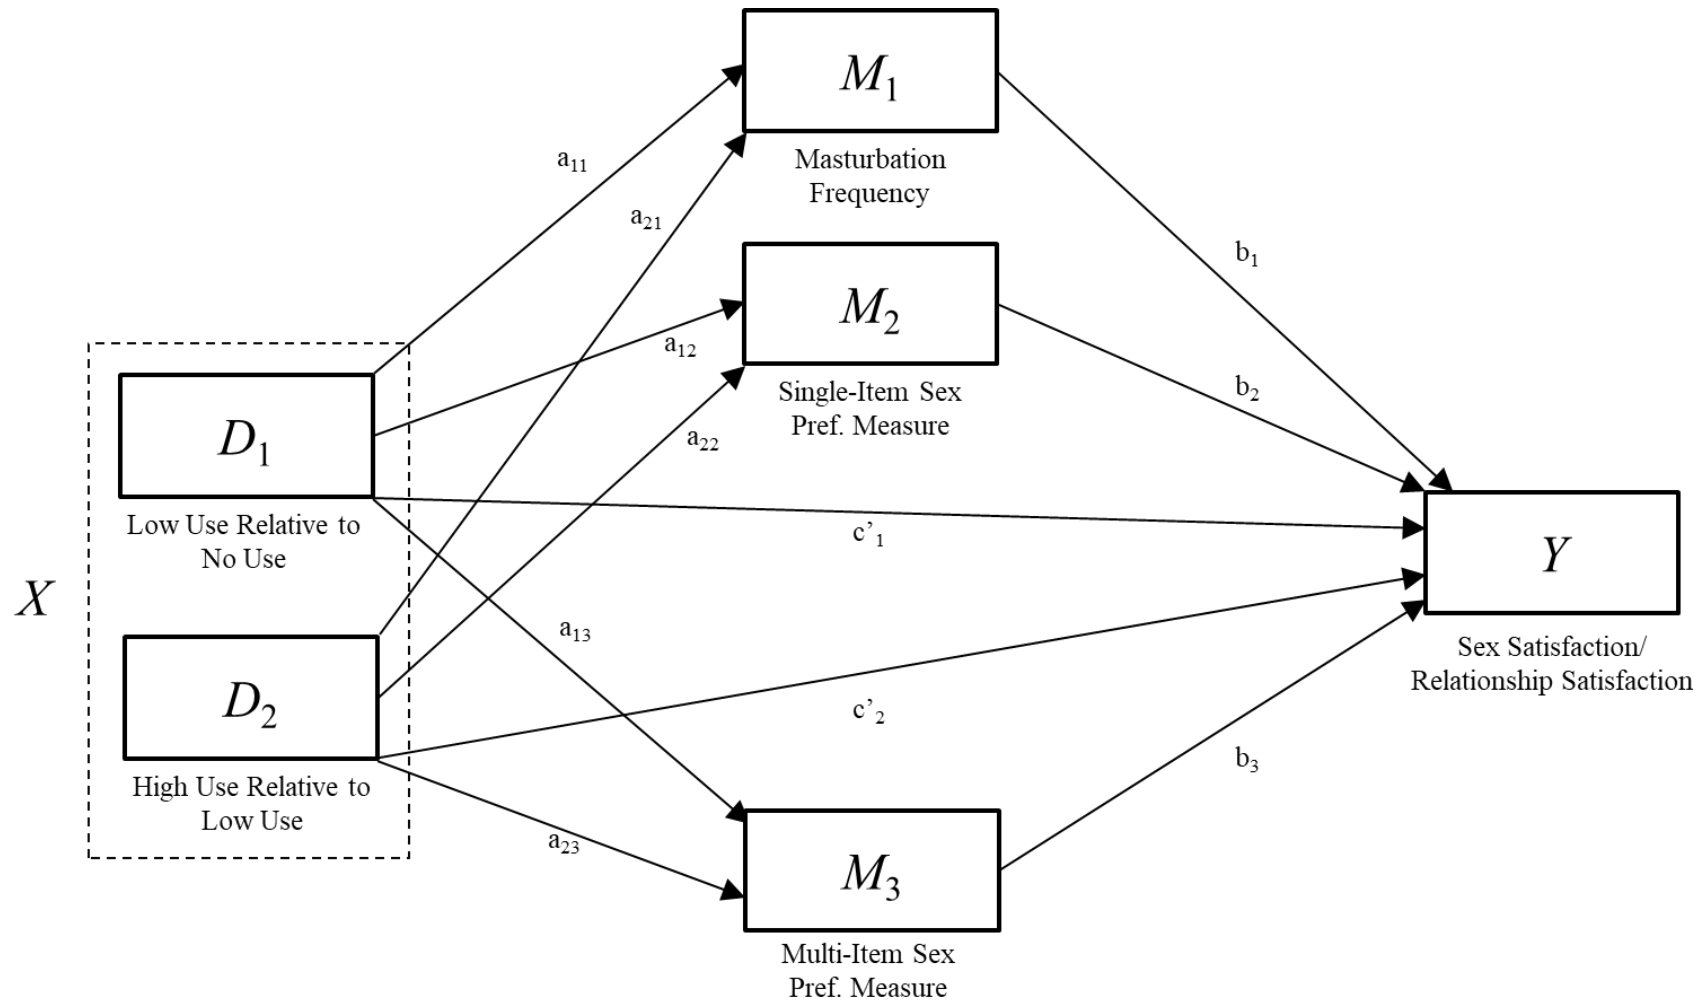 M1
Masturbation
Frequency
a11
a21
b1
M2
Single-Item Sex
Pref. Measure
a12
a22
b2
X
D1
Low Use Relative to
No Use
c’1
Y
Sex Satisfaction/
Relationship Satisfaction
D2
High Use Relative to
Low Use
a13
c’2
a23
b3
M3
Multi-Item Sex
Pref. Measure